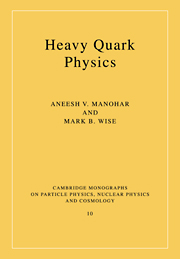 Heavy Quark
Physics
ANEESH V. MANOHAR
AND
MARK B. WISE
CAMBRIDGE MONOGRAPHS
ON PARTICLE PHYSICS, NUCLEAR PHYSICS
AND COSMOLOGY
10